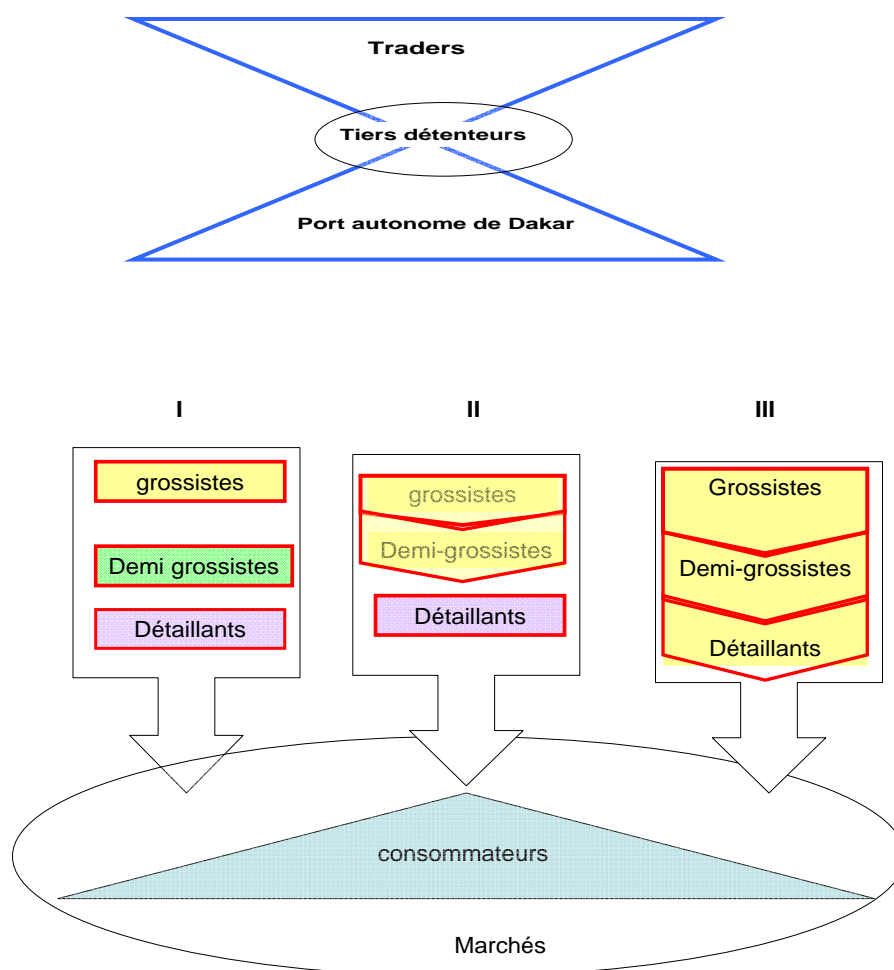 Traders
Tiers détenteurs
Port autonome de Dakar
I
II
III
grossistes
Demi grossistes
Détaillants
grossistes
Demi-grossistes
Détaillants
Grossistes
Demi-grossistes
Détaillants
consommateurs
Marchés